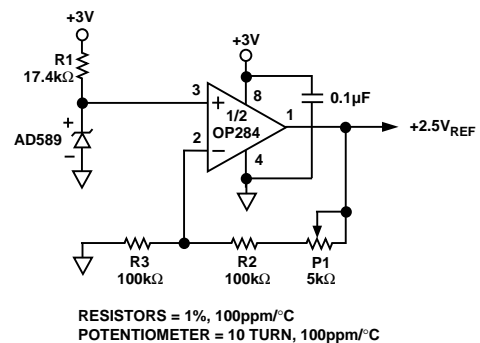 +3V
R1
17.4kΩ
+
AD589
−
+3V
3
+
8
1/2
OP284
2
−
4
1
0.1µF
+2.5VREF
R3
100kΩ
R2
100kΩ
P1
5kΩ
RESISTORS = 1%, 100ppm/°C
POTENTIOMETER = 10 TURN, 100ppm/°C